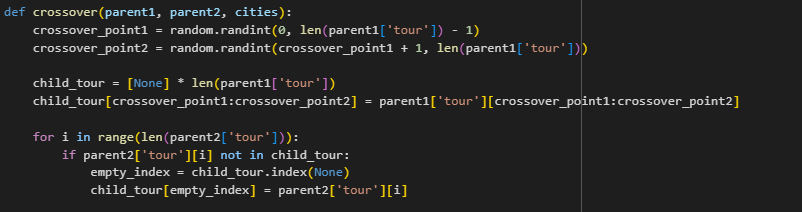 def crossover(parent1, parent2, cities):
    crossover_point1 = random.randint(0, len(parent1['tour']) - 1)
    crossover_point2 = random.randint(crossover_point1 + 1, len(parent1['tour']))
    child_tour = [None] * len(parent1['tour'])
    child_tour[crossover_point1:crossover_point2] = parent1['tour'][crossover_point1:crossover_point2]
    for i in range(len(parent2['tour'])):
        if parent2['tour'][i] not in child_tour:
            empty_index = child_tour.index(None)
            child_tour[empty_index] = parent2['tour'][i]